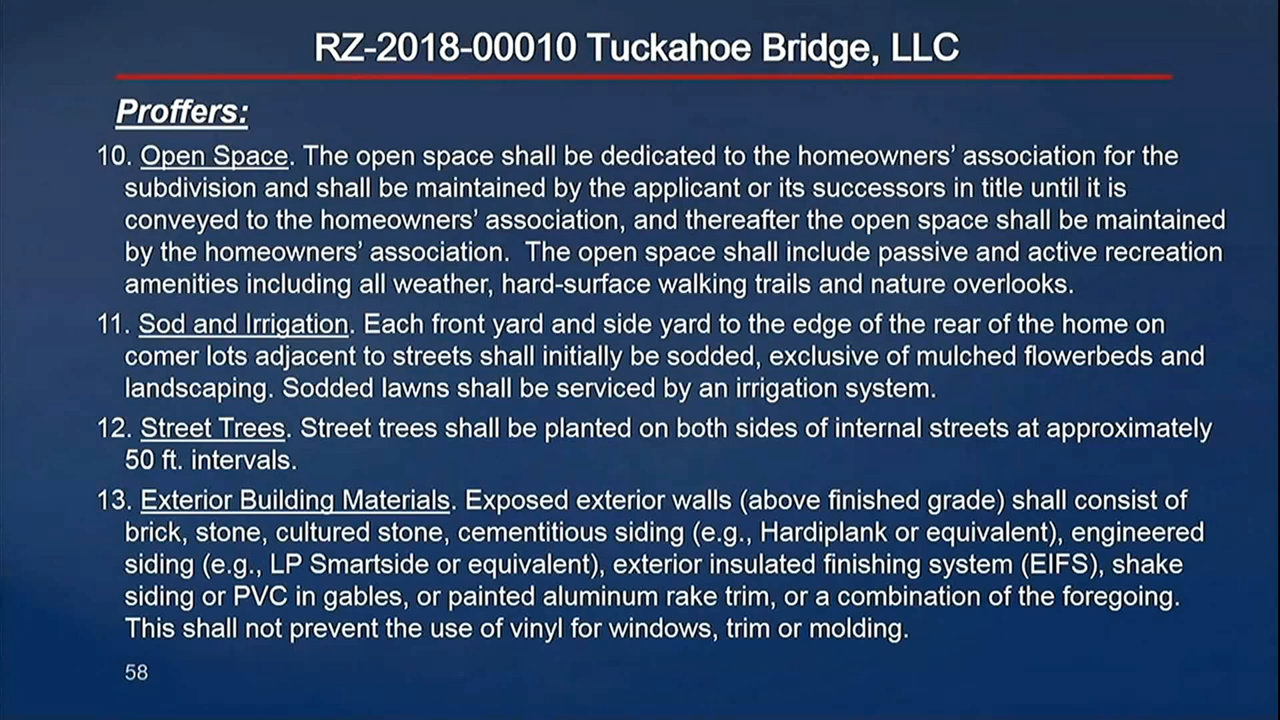 RZ-2018-00010 Tuckahoe Bridge, LLC
Proffers:
10. Open Space. The open space shall be dedicated to the homeowners' association for the
subdivision and shall be maintained by the applicant or its successors in title until it is
conveyed to the homeowners' association, and thereafter the open space shall be maintained
by the homeowners' association. The open space shall include passive and active recreation
amenities including all weather, hard-surface walking trails and nature overlooks.
11. Sod and Irrigation. Each front yard and side yard to the edge of the rear of the home on
comer lots adjacent to streets shall initially be sodded, exclusive of mulched flowerbeds and
landscaping. Sodded lawns shall be serviced by an irrigation system.
12. Street Trees. Street trees shall be planted on both sides of internal streets at approximately
50 ft. intervals.
13. Exterior Building Materials. Exposed exterior walls (above finished grade) shall consist of
brick, stone, cultured stone, cementitious siding (e.g., Hardiplank or equivalent), engineered
siding (e.g., LP Smartside or equivalent), exterior insulated finishing system (EIFS), shake
siding or PVC in gables, or painted aluminum rake trim, or a combination of the foregoing.
This shall not prevent the use of vinyl for windows, trim or molding.
58